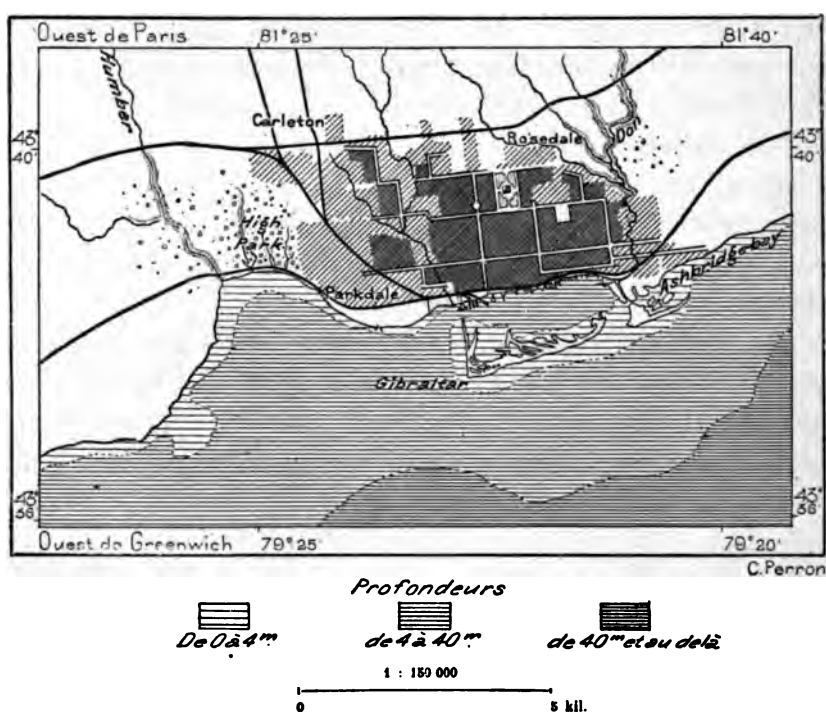 Ouest de Paris
81°25
81°40
Humber
Carleton
Rosedale
Don
43°
40'
43°
40'
High
Park
Ashbridge-bay
Parkdale
Gibraltar
43°
36'
43°
36'
Ouest de Greenwich
79°25
79°20
C. Perron
Profondeurs
De 0 à 4ᵐ
de 4 à 40ᵐ
de 40ᵐ et au delà
1 : 150 000
0
5 kil.